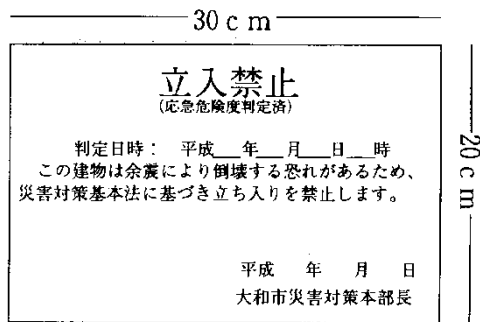 30cm
立入禁止
(応急危険度判定済)
判定日時: 平成___年___月___日___時
この建物は余震により倒壊する恐れがあるため、
災害対策基本法に基づき立ち入りを禁止します。
平成 年 月 日
大和市災害対策本部長
20cm